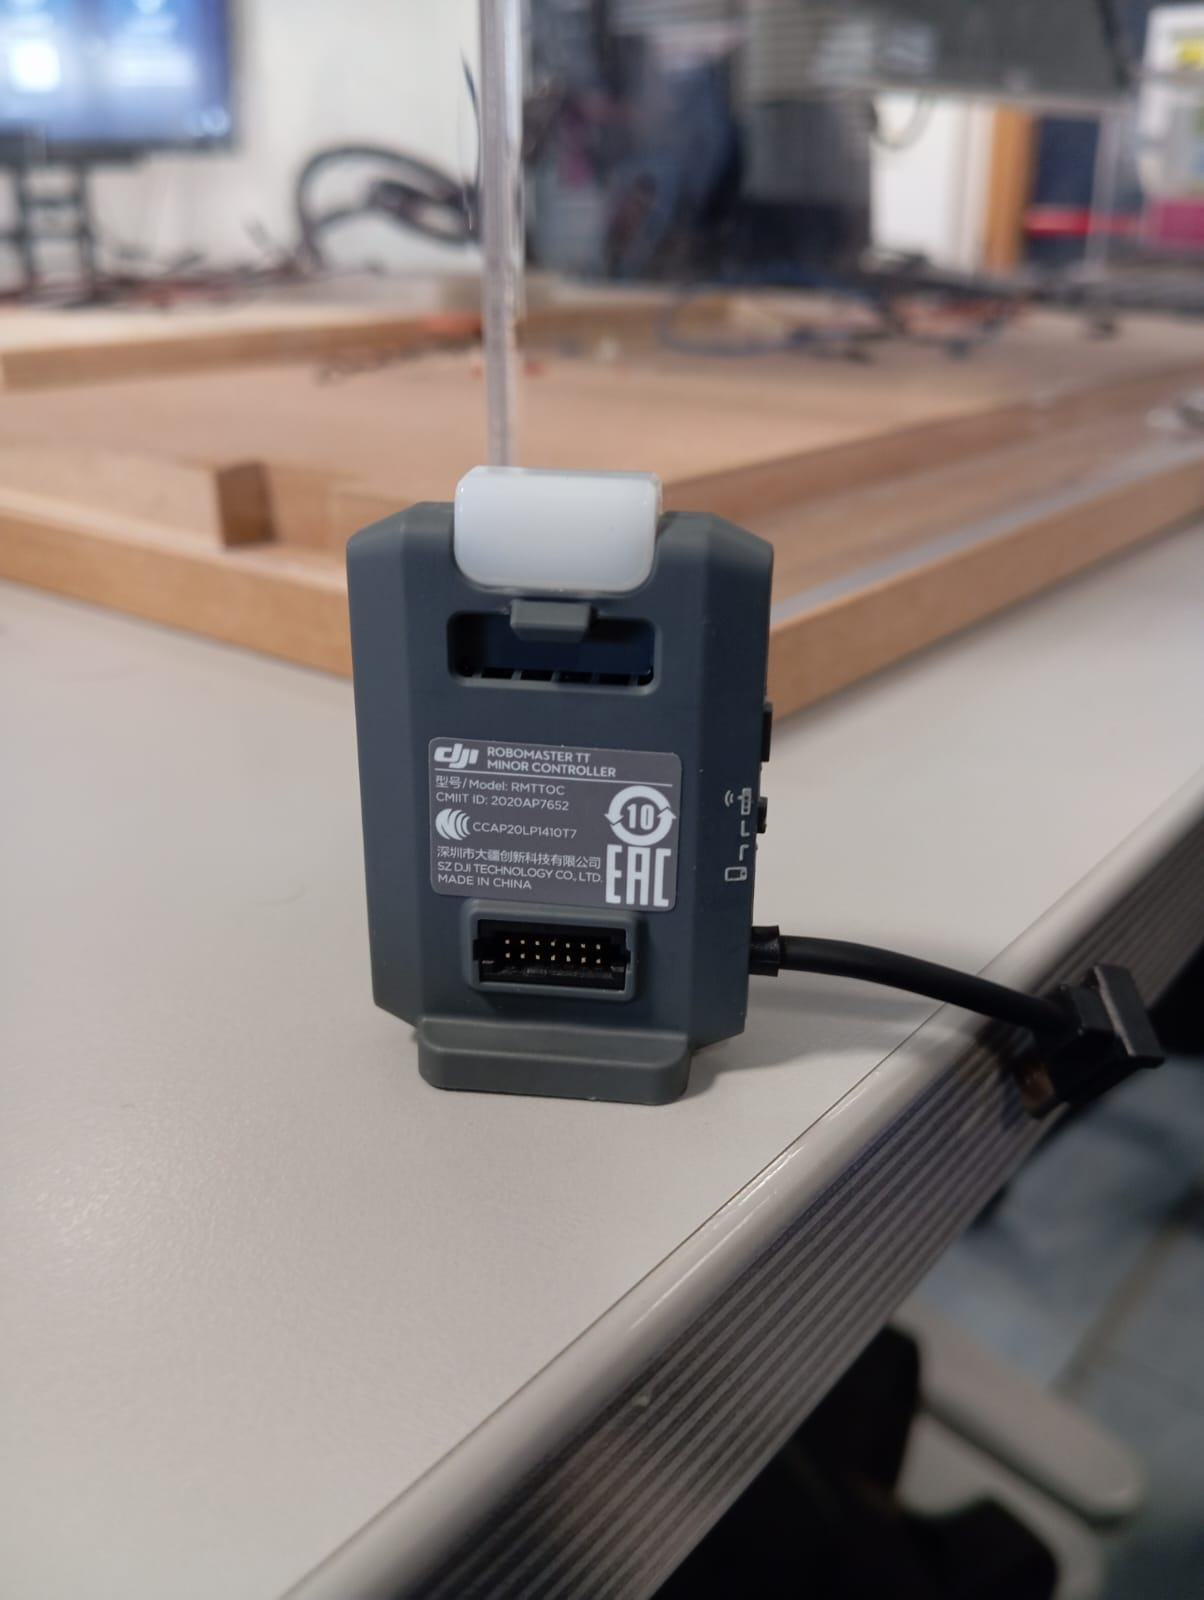 dji ROBOMASTER TT
MINOR CONTROLLER
型号/Model: RMTTOC
CMIIT ID: 2020AP7652
CCAP20LP1410T7
10
EAC
深圳市大疆创新科技有限公司
SZ DJI TECHNOLOGY CO., LTD.
MADE IN CHINA